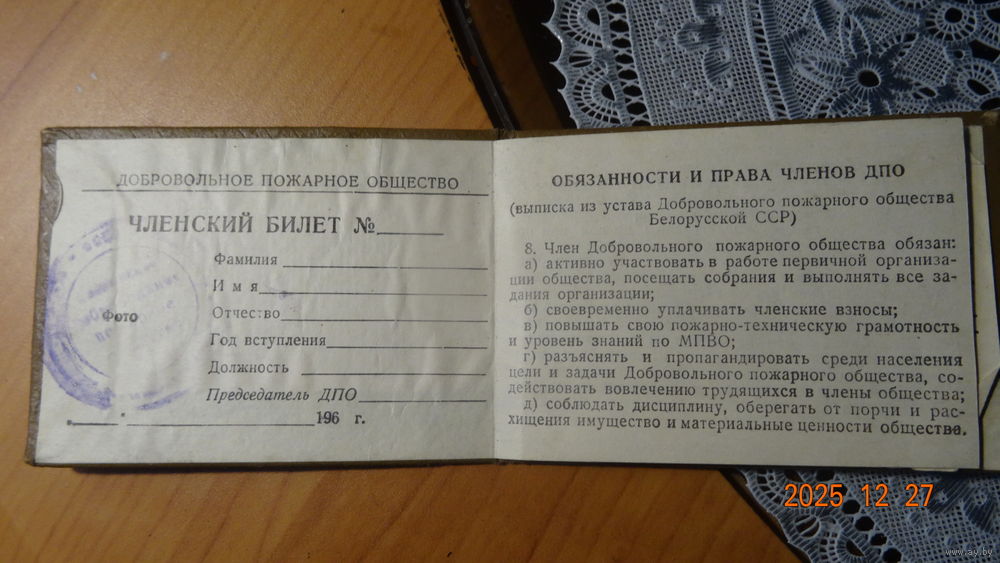 ДОБРОВОЛЬНОЕ ПОЖАРНОЕ ОБЩЕСТВО
ЧЛЕНСКИЙ БИЛЕТ №
Фамилия
Имя
Фото
Отчество
Год вступления
Должность
Председатель ДПО
196 г.
ОБЯЗАННОСТИ И ПРАВА ЧЛЕНОВ ДПО
(выписка из устава Добровольного пожарного общества
Белорусской ССР)
8. Член Добровольного пожарного общества обязан:
а) активно участвовать в работе первичной организа-
ции общества, посещать собрания и выполнять все за-
дания организации;
б) своевременно уплачивать членские взносы;
в) повышать свою пожарно-техническую грамотность
и уровень знаний по МПВО;
г) разъяснять и пропагандировать среди населения
цели и задачи Добровольного пожарного общества, со-
действовать вовлечению трудящихся в члены общества;
д) соблюдать дисциплину, оберегать от порчи и рас-
хищения имущество и материальные ценности общества.
2025 12 27
www.ay.by